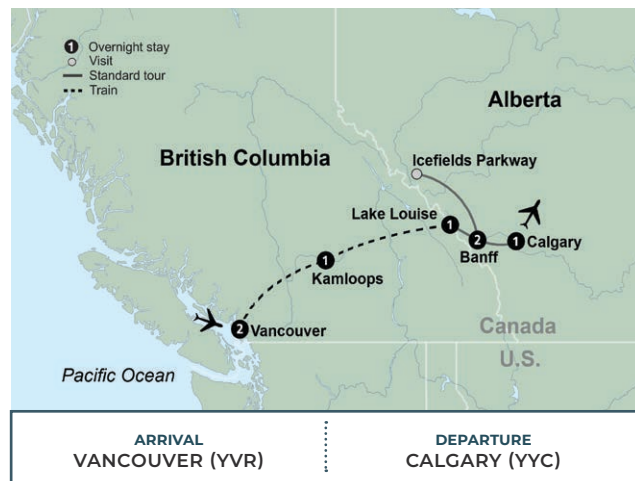 1 Overnight stay
Visit
Standard tour
Train
Alberta
British Columbia
Icefields Parkway
Lake Louise
1
2
1
Calgary
Banff
1
Kamloops
2
Vancouver
Canada
U.S.
Pacific Ocean
ARRIVAL
VANCOUVER (YVR)
DEPARTURE
CALGARY (YYC)